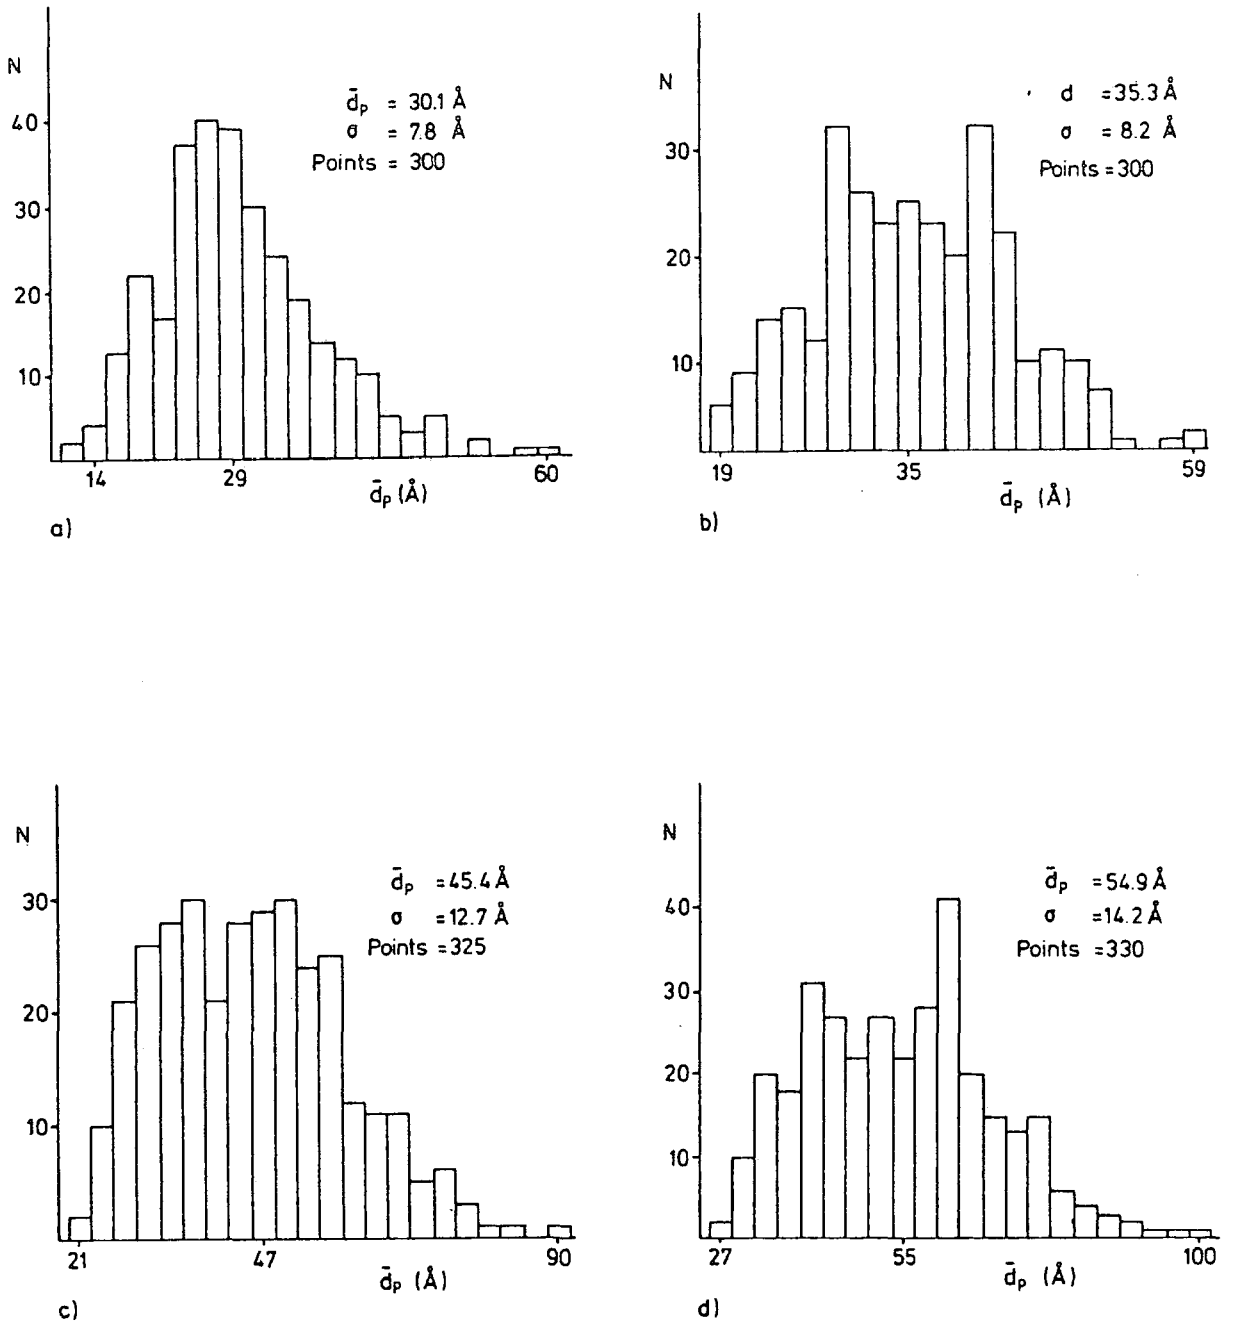 N
40
30
20
10
d̄p = 30.1 Å
σ = 7.8 Å
Points = 300
14 29 60
d̄p (Å)
a)
N
30
20
10
d = 35.3 Å
σ = 8.2 Å
Points = 300
19 35 59
d̄p (Å)
b)
N
30
20
10
d̄p = 45.4 Å
σ = 12.7 Å
Points = 325
21 47 90
d̄p (Å)
c)
N
40
30
20
10
d̄p = 54.9 Å
σ = 14.2 Å
Points = 330
27 55 100
d̄p (Å)
d)